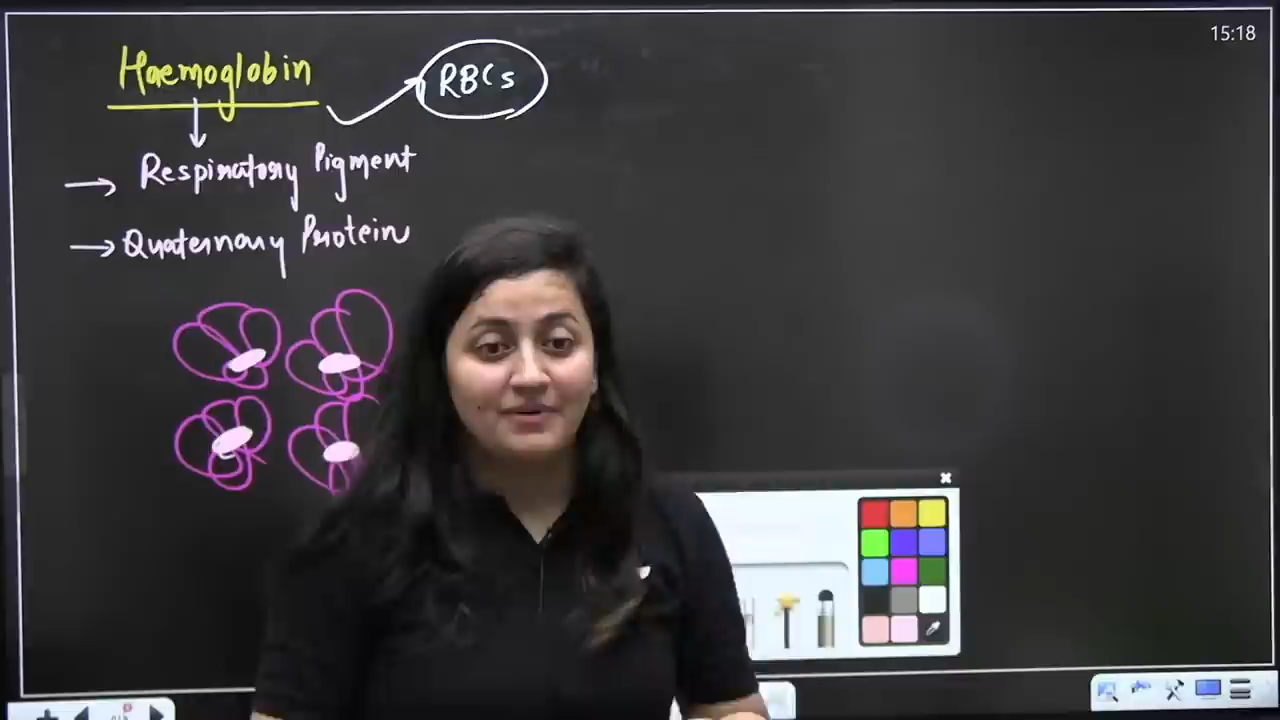 15:18
Haemoglobin
RBCs
Respiratory Pigment
Quaternary Protein